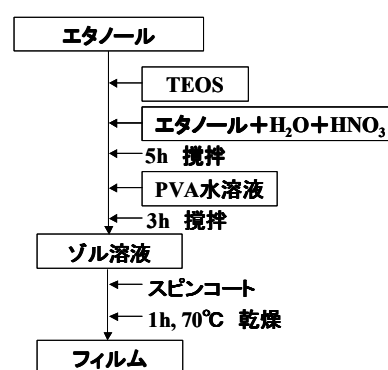 エタノール
TEOS
エタノール＋H₂O＋HNO₃
5h 撹拌
PVA水溶液
3h 撹拌
ゾル溶液
スピンコート
1h, 70℃ 乾燥
フィルム